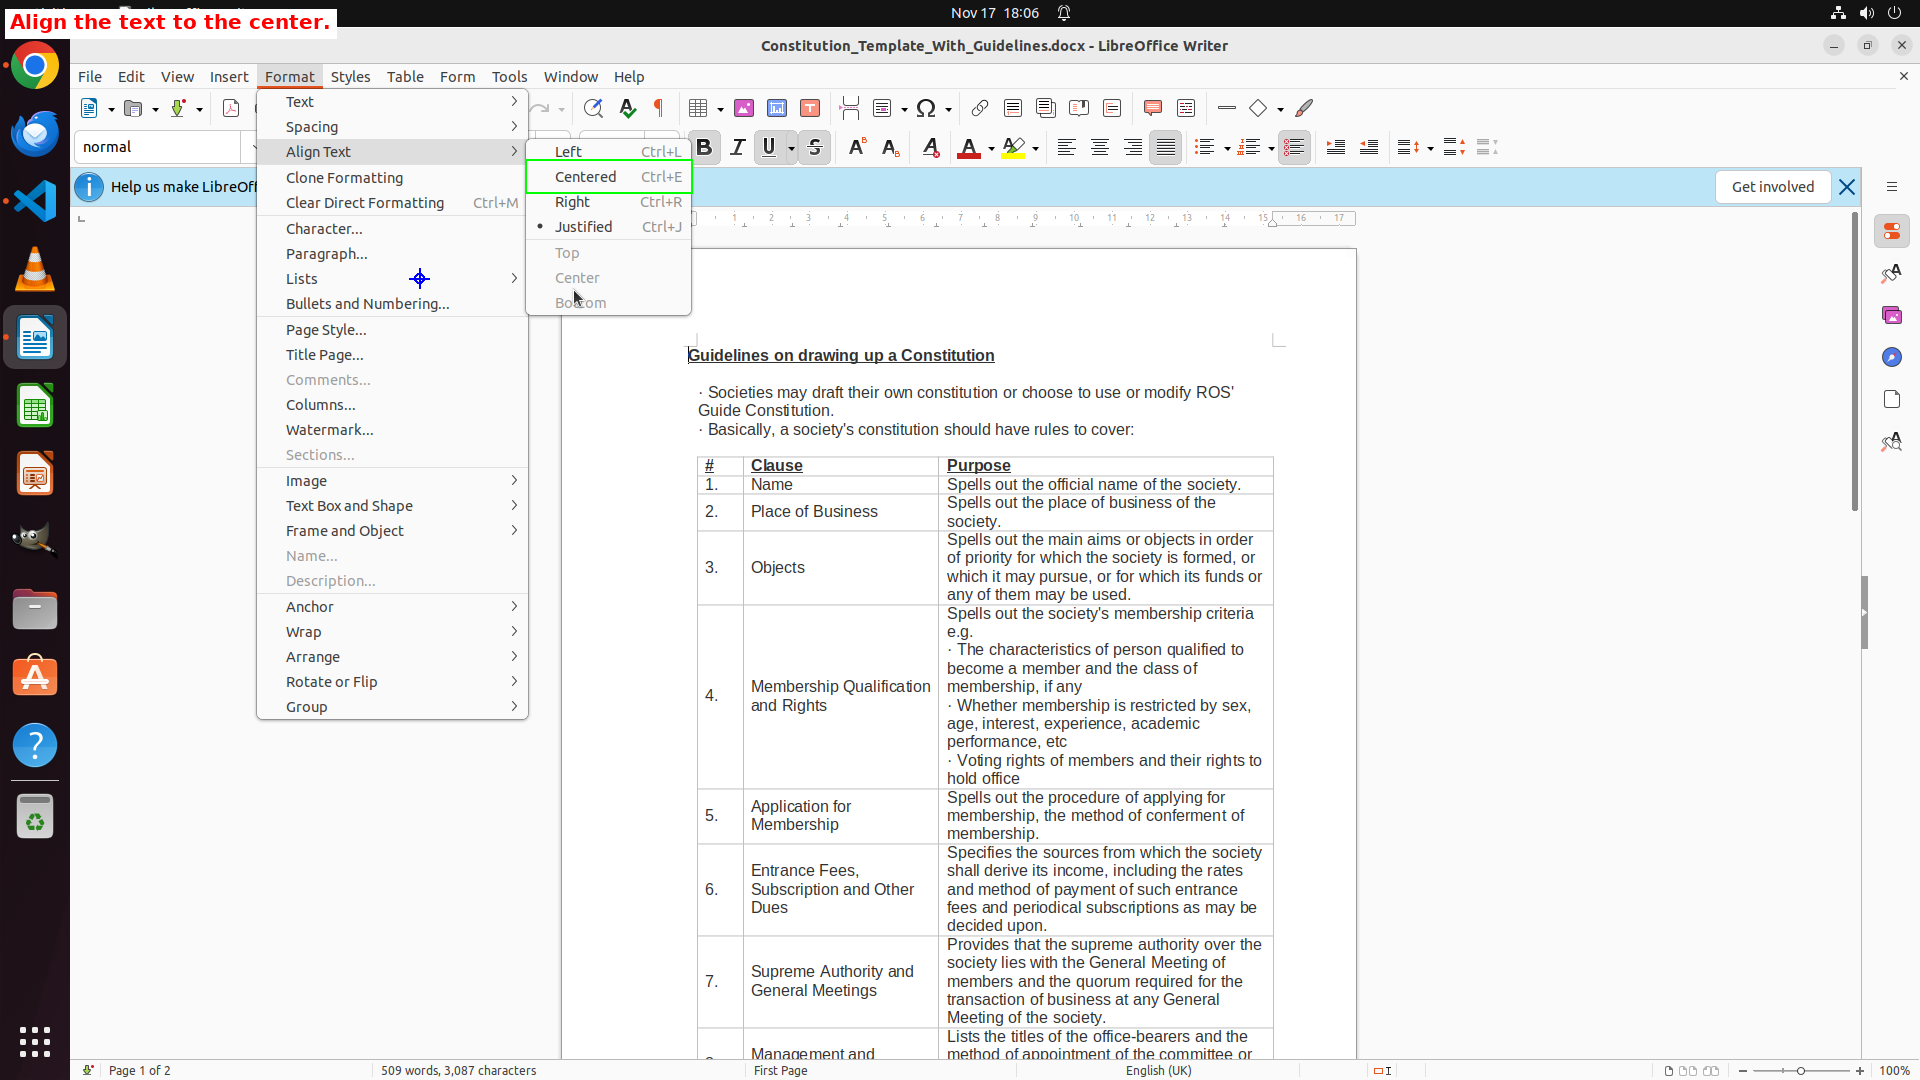 Align the text to the center.
Nov 17 18:06
Constitution_Template_With_Guidelines.docx - LibreOffice Writer
File Edit View Insert Format Styles Table Form Tools Window Help
normal
Help us make LibreOff
Get involved
Text
Spacing
Align Text
Clone Formatting
Clear Direct Formatting Ctrl+M
Character...
Paragraph...
Lists
Bullets and Numbering...
Page Style...
Title Page...
Comments...
Columns...
Watermark...
Sections...
Image
Text Box and Shape
Frame and Object
Name...
Description...
Anchor
Wrap
Arrange
Rotate or Flip
Group
Left Ctrl+L
Centered Ctrl+E
Right Ctrl+R
Justified Ctrl+J
Top
Center
Bottom
1 2 3 4 5 6 7 8 9 10 11 12 13 14 15 16 17
Guidelines on drawing up a Constitution
· Societies may draft their own constitution or choose to use or modify ROS'
Guide Constitution.
· Basically, a society's constitution should have rules to cover:
# Clause Purpose
1. Name Spells out the official name of the society.
2. Place of Business Spells out the place of business of the
society.
3. Objects Spells out the main aims or objects in order
of priority for which the society is formed, or
which it may pursue, or for which its funds or
any of them may be used.
4. Membership Qualification
and Rights
Spells out the society's membership criteria
e.g.
· The characteristics of person qualified to
become a member and the class of
membership, if any
· Whether membership is restricted by sex,
age, interest, experience, academic
performance, etc
· Voting rights of members and their rights to
hold office
5. Application for
Membership
Spells out the procedure of applying for
membership, the method of conferment of
membership.
6. Entrance Fees,
Subscription and Other
Dues
Specifies the sources from which the society
shall derive its income, including the rates
and method of payment of such entrance
fees and periodical subscriptions as may be
decided upon.
7. Supreme Authority and
General Meetings
Provides that the supreme authority over the
society lies with the General Meeting of
members and the quorum required for the
transaction of business at any General
Meeting of the society.
Management and
Lists the titles of the office-bearers and the
method of appointment of the committee or
Page 1 of 2
509 words, 3,087 characters
First Page
English (UK)
100%